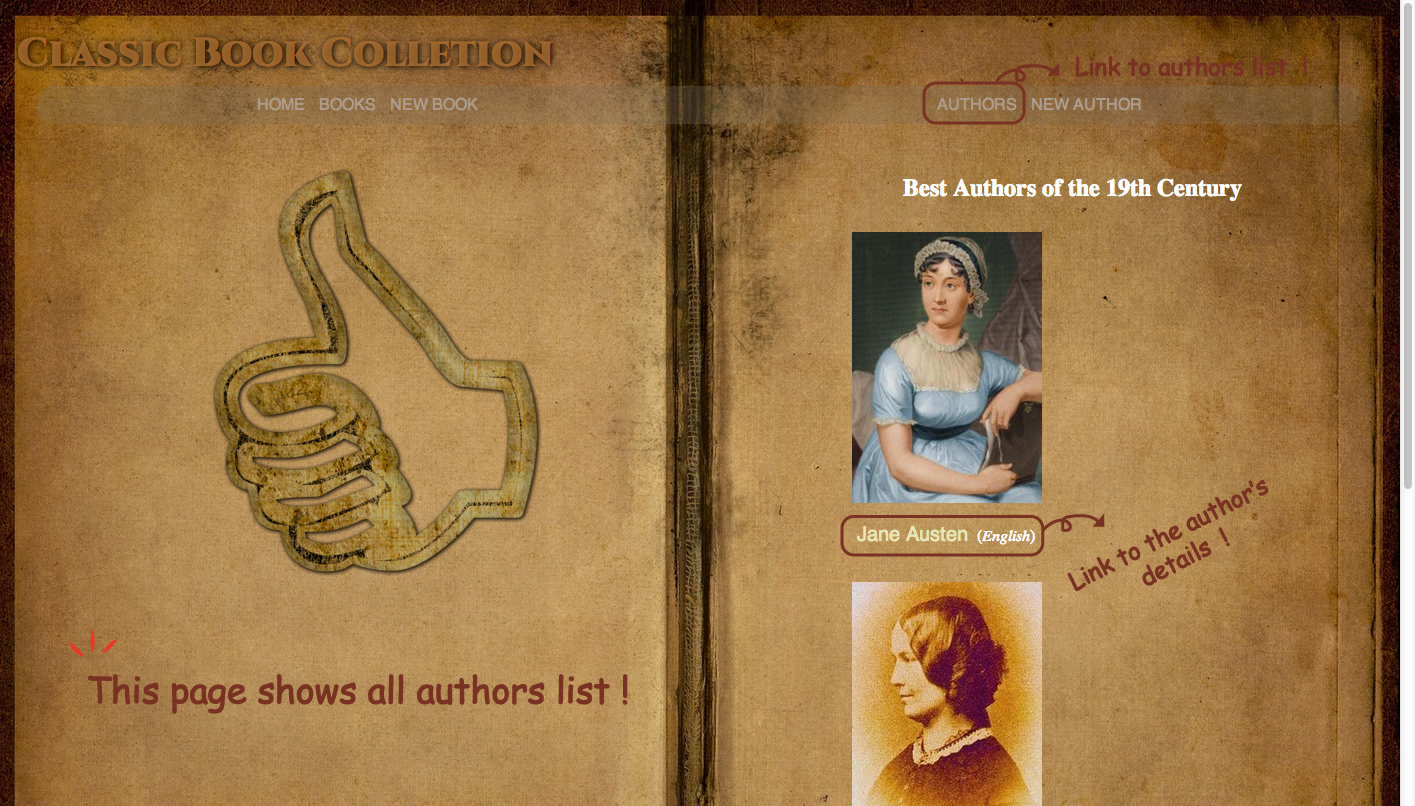 Classic Book Colletion
Link to authors list !
HOME BOOKS NEW BOOK
AUTHORS NEW AUTHOR
Best Authors of the 19th Century
Jane Austen (English)
Link to the author's
details !
This page shows all authors list !